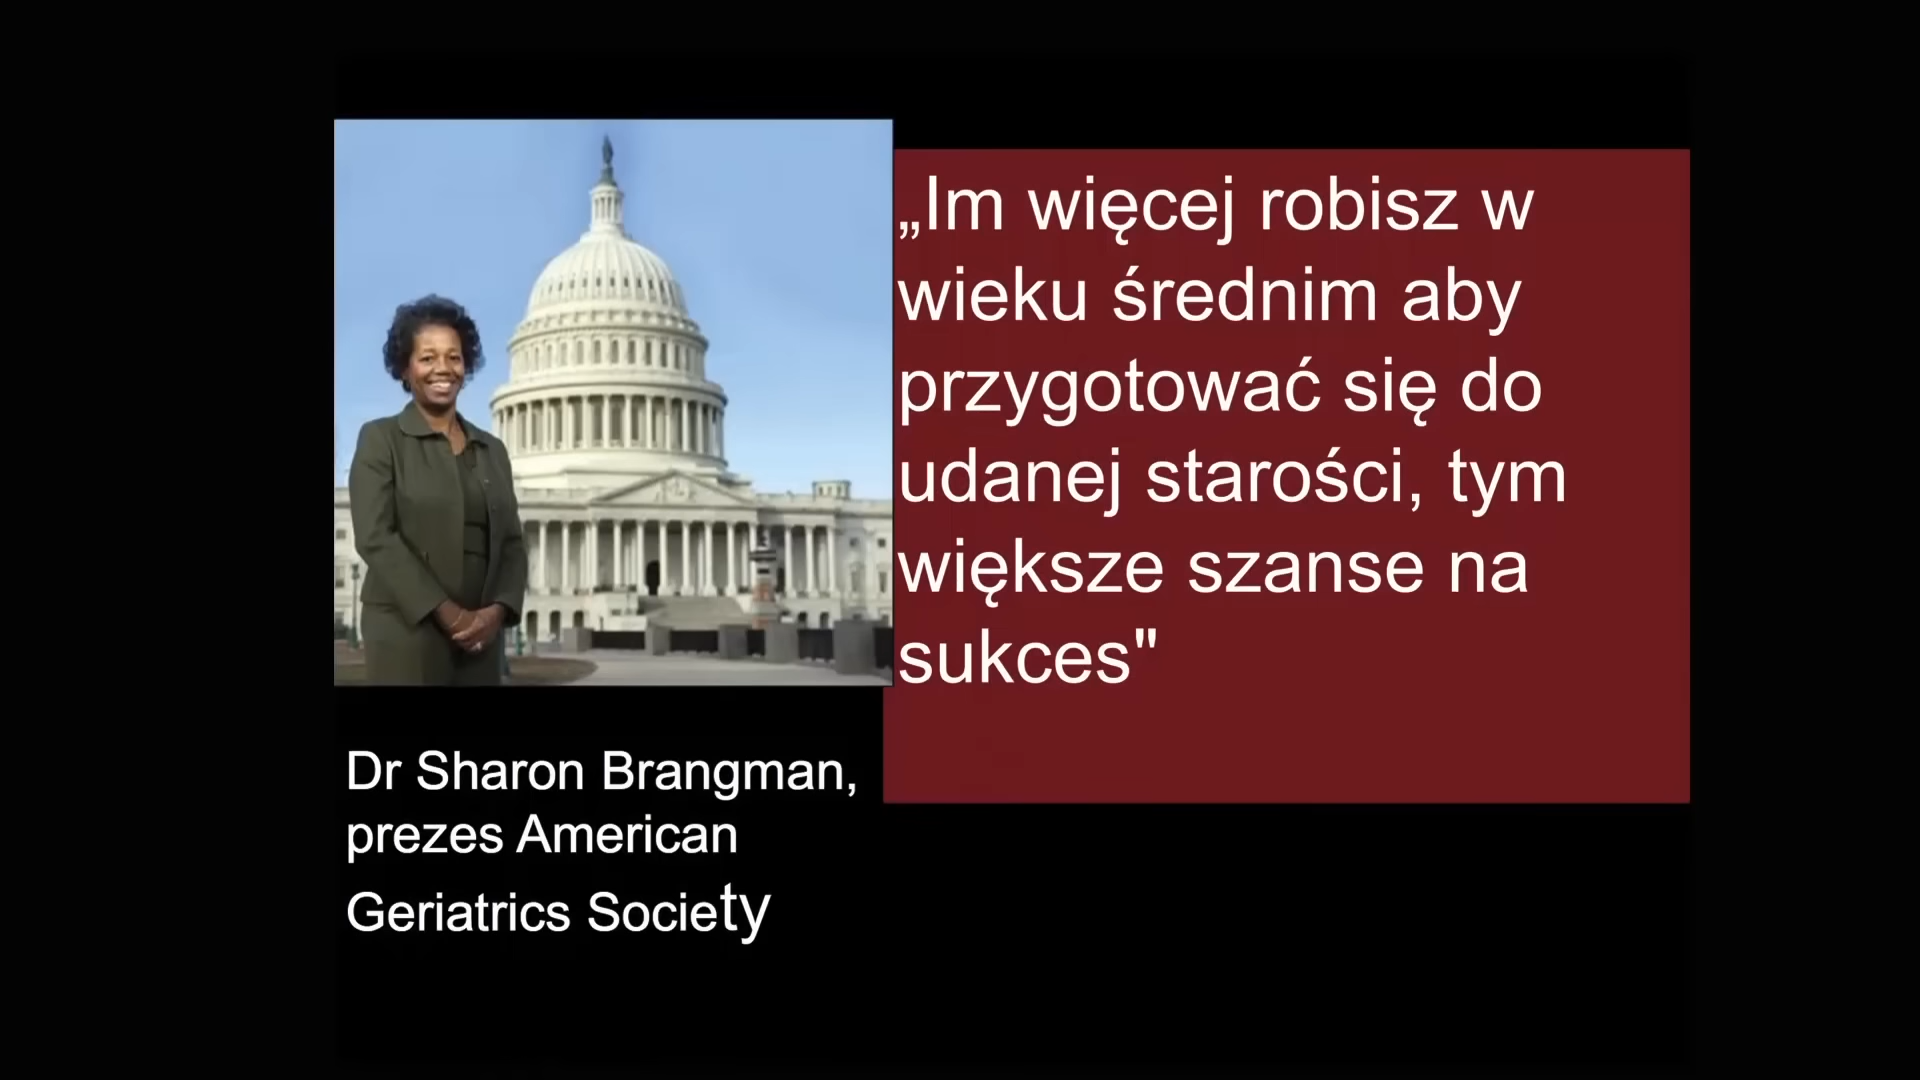 „Im więcej robisz w
wieku średnim aby
przygotować się do
udanej starości, tym
większe szanse na
sukces"
Dr Sharon Brangman,
prezes American
Geriatrics Society